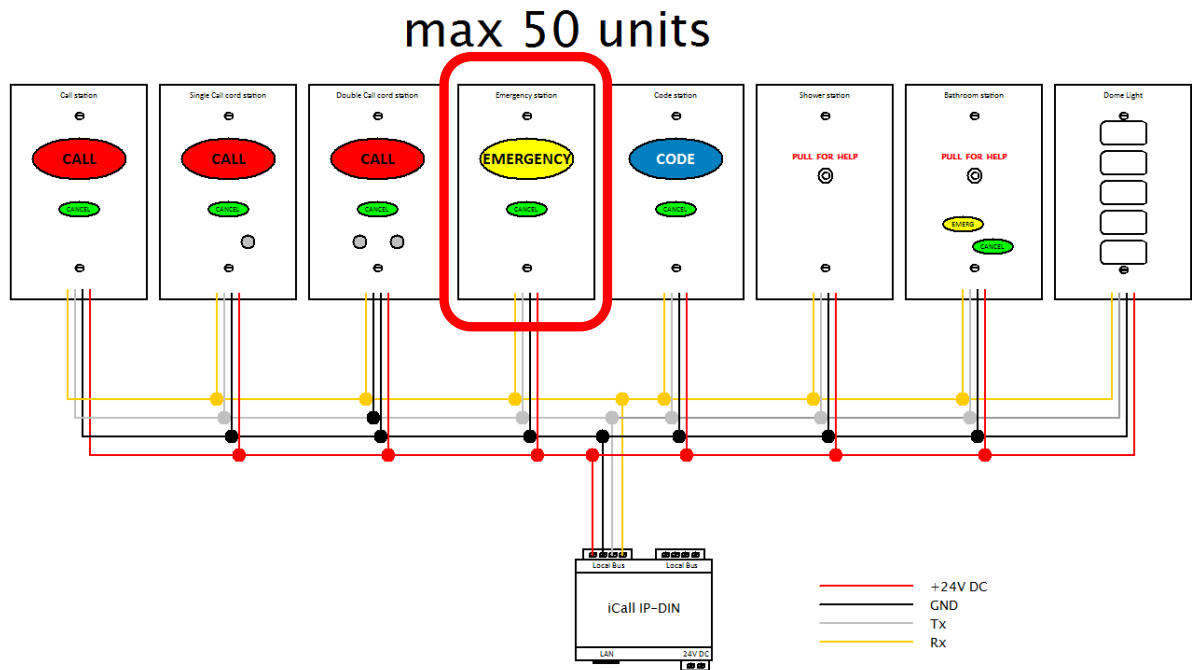 max 50 units
Call station
Single Call cord station
Double Call cord station
Emergency station
Code station
Shower station
Bathroom station
Dome Light
CALL
CALL
CALL
EMERGENCY
CODE
PULL FOR HELP
PULL FOR HELP
CANCEL
CANCEL
CANCEL
CANCEL
CANCEL
EMERG
CANCEL
Local Bus
Local Bus
iCall IP-DIN
LAN
24V DC
+24V DC
GND
Tx
Rx